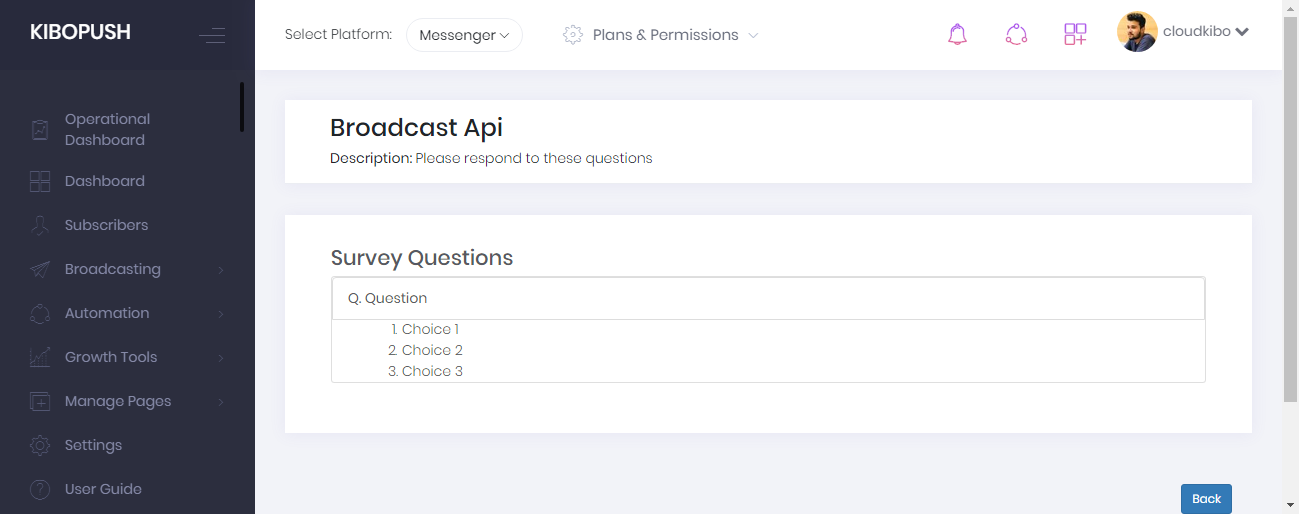 KIBOPUSH
Select Platform: Messenger Plans & Permissions cloudkibo
Operational
Dashboard
Dashboard
Subscribers
Broadcasting
Automation
Growth Tools
Manage Pages
Settings
User Guide
Broadcast Api
Description: Please respond to these questions
Survey Questions
Q. Question
1. Choice 1
2. Choice 2
3. Choice 3
Back